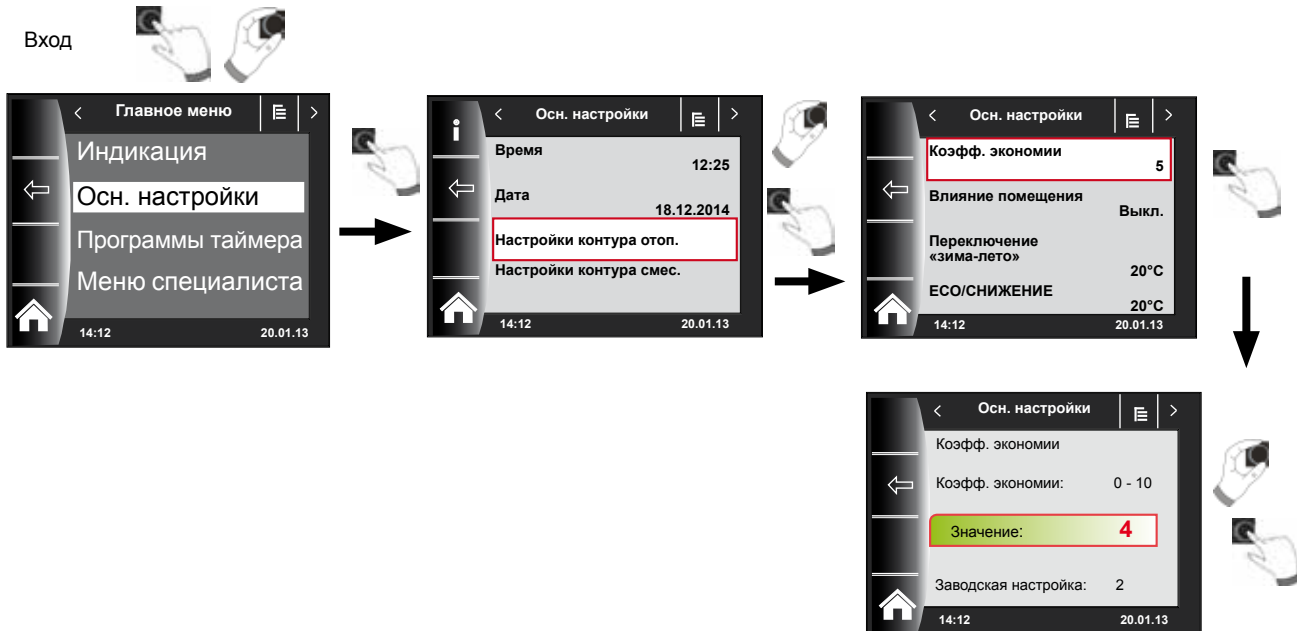 Вход
Главное меню
Индикация
Осн. настройки
Программы таймера
Меню специалиста
14:12 20.01.13
i
Осн. настройки
Время
12:25
Дата
18.12.2014
Настройки контура отоп.
Настройки контура смес.
14:12 20.01.13
Осн. настройки
Коэфф. экономии
5
Влияние помещения
Выкл.
Переключение
«зима-лето»
20°C
ECO/СНИЖЕНИЕ
20°C
14:12 20.01.13
Осн. настройки
Коэфф. экономии
Коэфф. экономии: 0 - 10
Значение: 4
Заводская настройка: 2
14:12 20.01.13